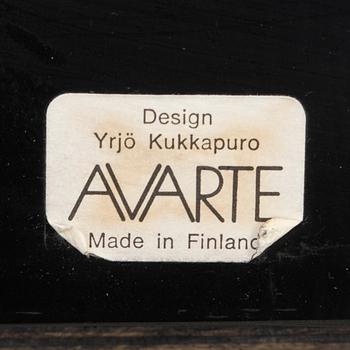 Design
Yrjö Kukkapuro
AVARTE
Made in Finland